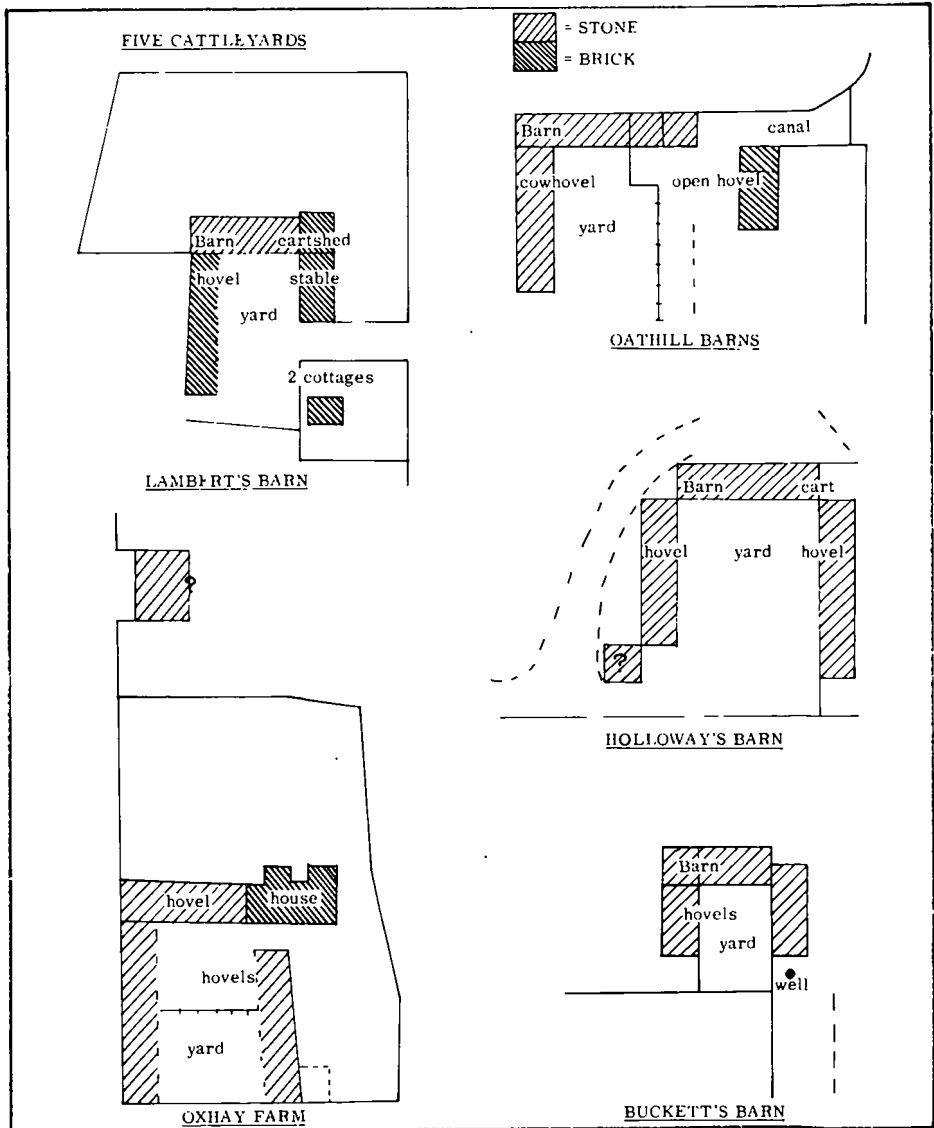 FIVE CATTLEYARDS
= STONE
= BRICK
Barn cartshed
hovel stable
yard
2 cottages
LAMBERT'S BARN
Barn canal
cowhovel open hovel
yard
OATHILL BARNS
Barn cart
hovel yard hovel
?
HOLLOWAY'S BARN
?
hovel house
hovels
yard
OXHAY FARM
Barn
hovels
yard
well
BUCKETT'S BARN